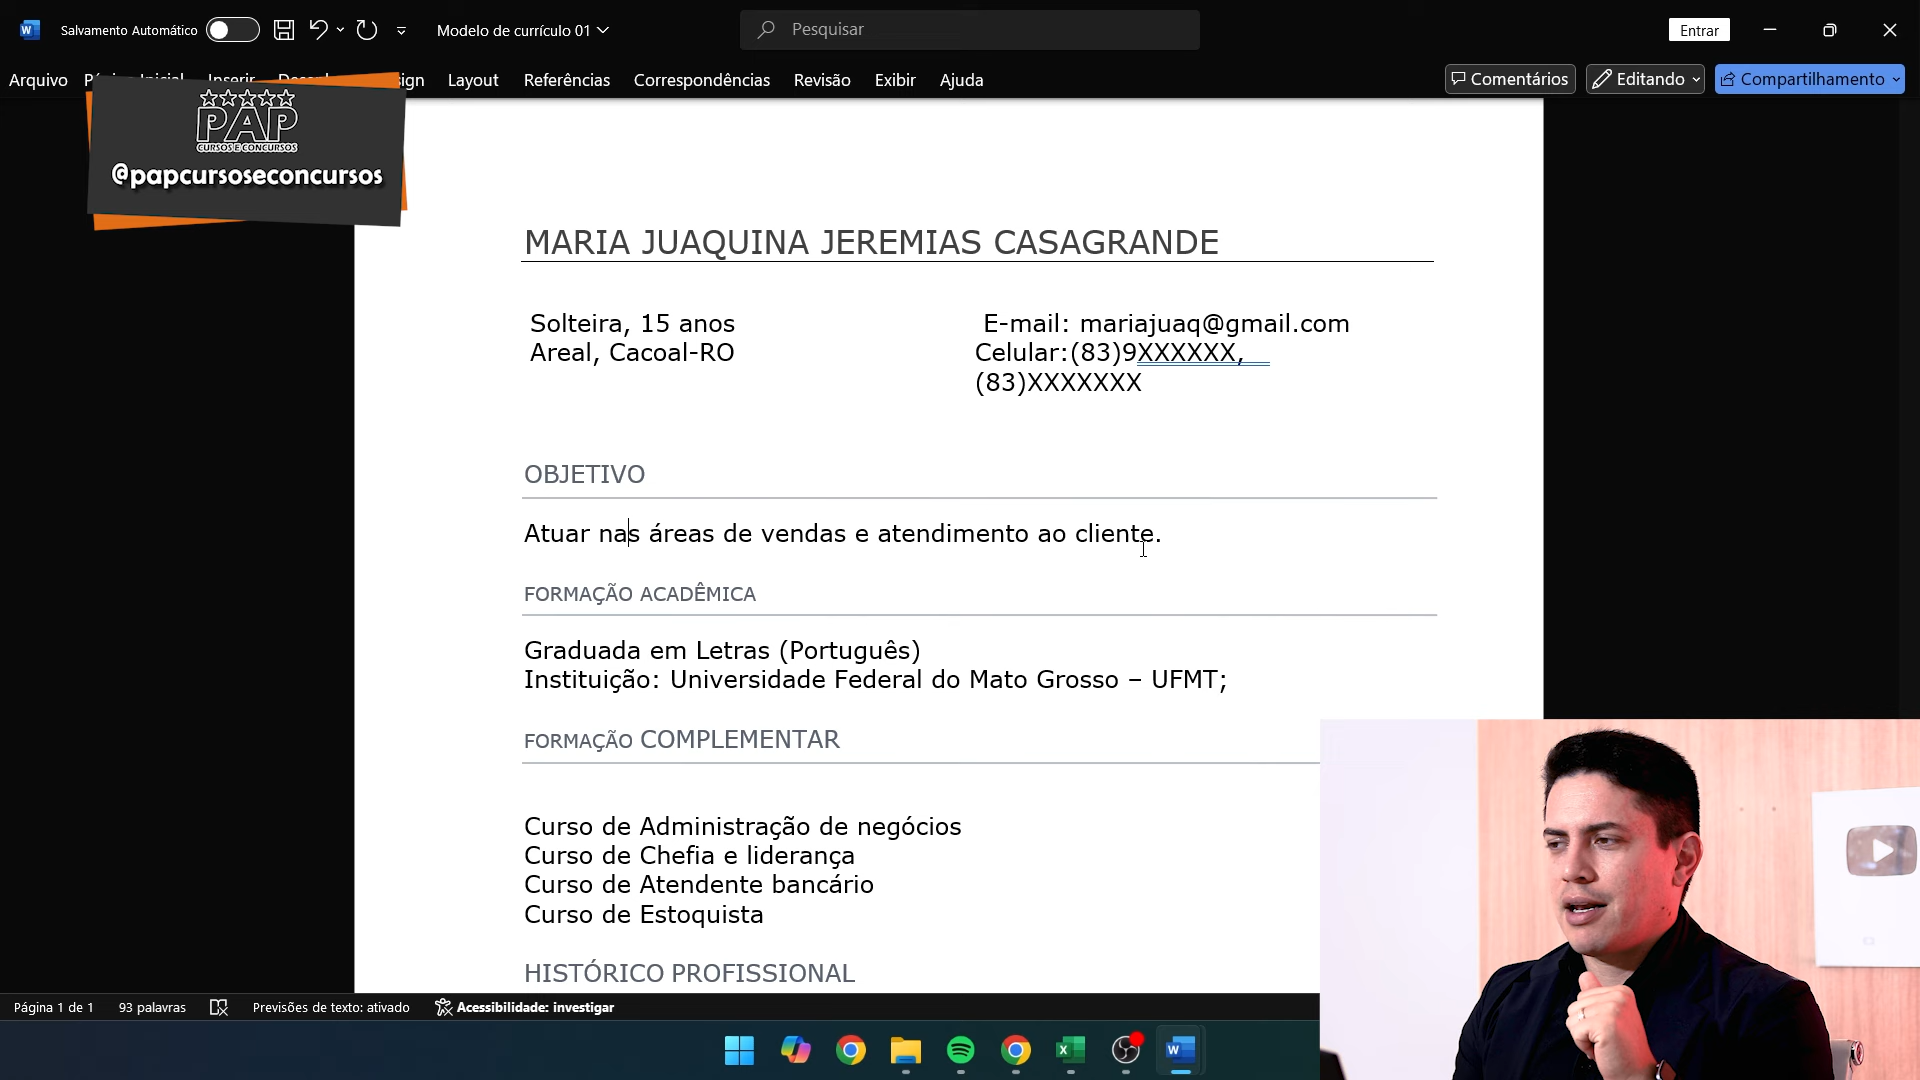 Salvamento Automático
Modelo de currículo 01
Pesquisar
Entrar
Arquivo
Layout Referências Correspondências Revisão Exibir Ajuda
Comentários
Editando
Compartilhamento
PAP
CURSOS E CONCURSOS
@papcursoseconcursos
MARIA JUAQUINA JEREMIAS CASAGRANDE
Solteira, 15 anos
Areal, Cacoal-RO
E-mail: mariajuaq@gmail.com
Celular:(83)9XXXXXX,
(83)XXXXXXX
OBJETIVO
Atuar nas áreas de vendas e atendimento ao cliente.
FORMAÇÃO ACADÊMICA
Graduada em Letras (Português)
Instituição: Universidade Federal do Mato Grosso – UFMT;
FORMAÇÃO COMPLEMENTAR
Curso de Administração de negócios
Curso de Chefia e liderança
Curso de Atendente bancário
Curso de Estoquista
HISTÓRICO PROFISSIONAL
Página 1 de 1
93 palavras
Previsões de texto: ativado
Acessibilidade: investigar